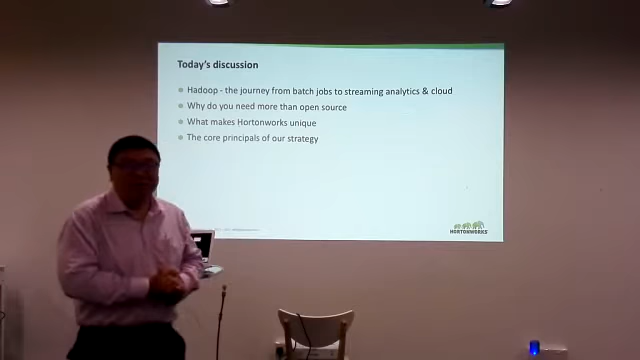 Today's discussion
Hadoop - the journey from batch jobs to streaming analytics & cloud
Why do you need more than open source
What makes Hortonworks unique
The core principals of our strategy
HORTONWORKS